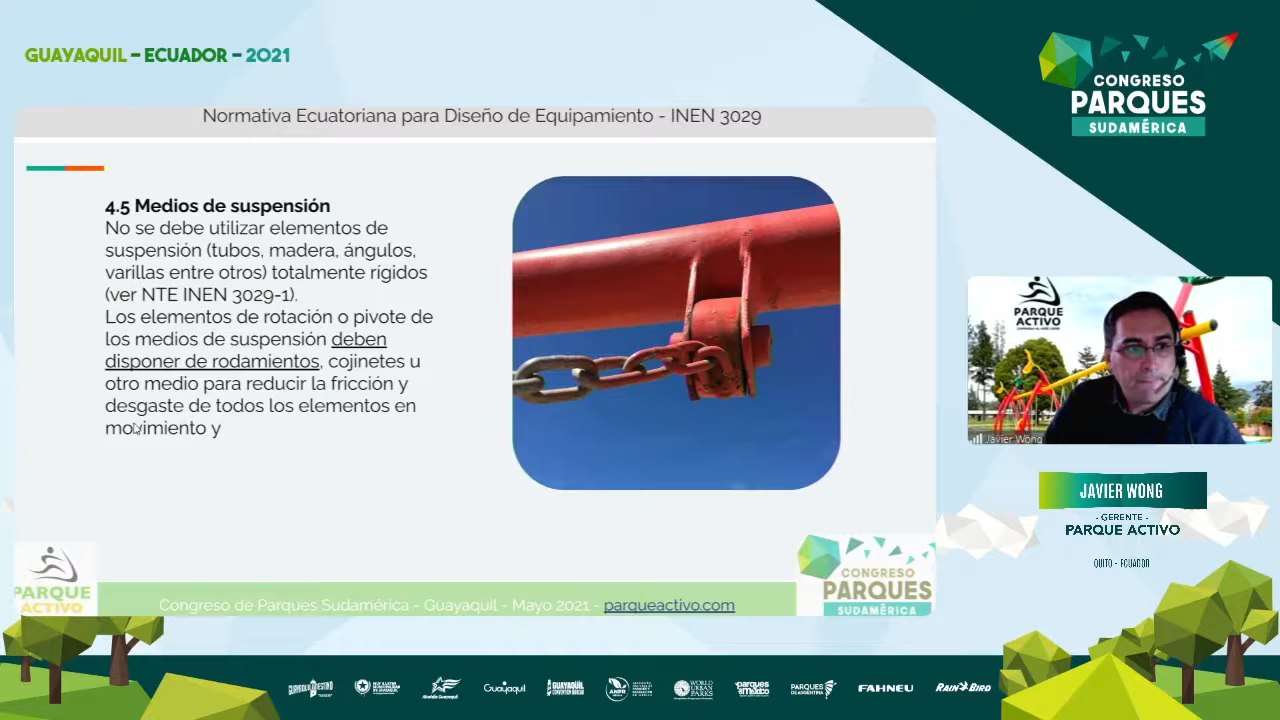 GUAYAQUIL - ECUADOR - 2021
CONGRESO
PARQUES
SUDAMÉRICA
Normativa Ecuatoriana para Diseño de Equipamiento - INEN 3029
4.5 Medios de suspensión
No se debe utilizar elementos de
suspensión (tubos, madera, ángulos,
varillas entre otros) totalmente rígidos
(ver NTE INEN 3029-1).
Los elementos de rotación o pivote de
los medios de suspensión deben
disponer de rodamientos, cojinetes u
otro medio para reducir la fricción y
desgaste de todos los elementos en
movimiento y
PARQUE
ACTIVO
Javier Wong
JAVIER WONG
- GERENTE -
PARQUE ACTIVO
QUITO - ECUADOR
PARQUE
ACTIVO
Congreso de Parques Sudamérica - Guayaquil - Mayo 2021 - parqueactivo.com
CONGRESO
PARQUES
SUDAMÉRICA
Guayaquil
ANPR
WORLD
URBAN
PARKS
FAHNEU
RAIN BIRD